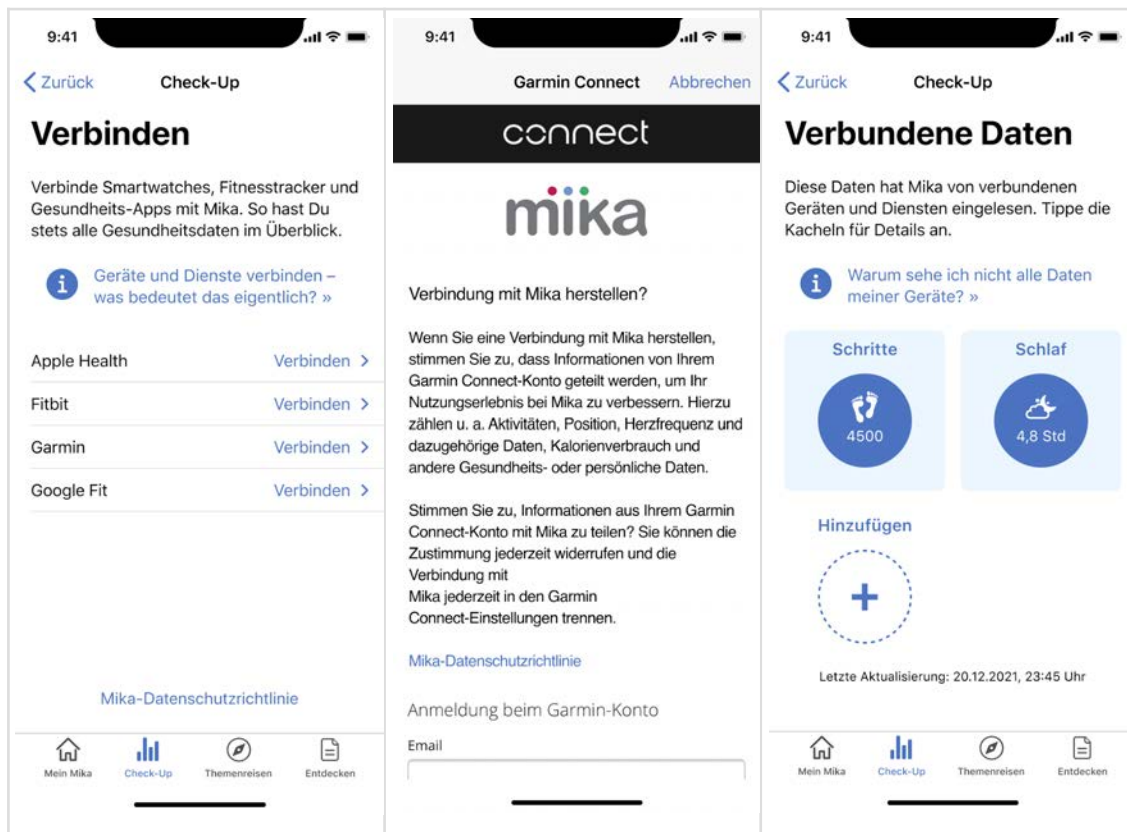 9:41
Zurück
Check-Up
Verbinden
Verbinde Smartwatches, Fitnesstracker und
Gesundheits-Apps mit Mika. So hast Du
stets alle Gesundheitsdaten im Überblick.
Geräte und Dienste verbinden –
was bedeutet das eigentlich? »
Apple Health Verbinden >
Fitbit Verbinden >
Garmin Verbinden >
Google Fit Verbinden >
Mika-Datenschutzrichtlinie
Mein Mika Check-Up Themenreisen Entdecken
9:41
Garmin Connect Abbrechen
connect
mika
Verbindung mit Mika herstellen?
Wenn Sie eine Verbindung mit Mika herstellen,
stimmen Sie zu, dass Informationen von Ihrem
Garmin Connect-Konto geteilt werden, um Ihr
Nutzungserlebnis bei Mika zu verbessern. Hierzu
zählen u. a. Aktivitäten, Position, Herzfrequenz und
dazugehörige Daten, Kalorienverbrauch und
andere Gesundheits- oder persönliche Daten.
Stimmen Sie zu, Informationen aus Ihrem Garmin
Connect-Konto mit Mika zu teilen? Sie können die
Zustimmung jederzeit widerrufen und die
Verbindung mit
Mika jederzeit in den Garmin
Connect-Einstellungen trennen.
Mika-Datenschutzrichtlinie
Anmeldung beim Garmin-Konto
Email
9:41
Zurück
Check-Up
Verbundene Daten
Diese Daten hat Mika von verbundenen
Geräten und Diensten eingelesen. Tippe die
Kacheln für Details an.
Warum sehe ich nicht alle Daten
meiner Geräte? »
Schritte
4500
Schlaf
4,8 Std
Hinzufügen
Letzte Aktualisierung: 20.12.2021, 23:45 Uhr
Mein Mika Check-Up Themenreisen Entdecken